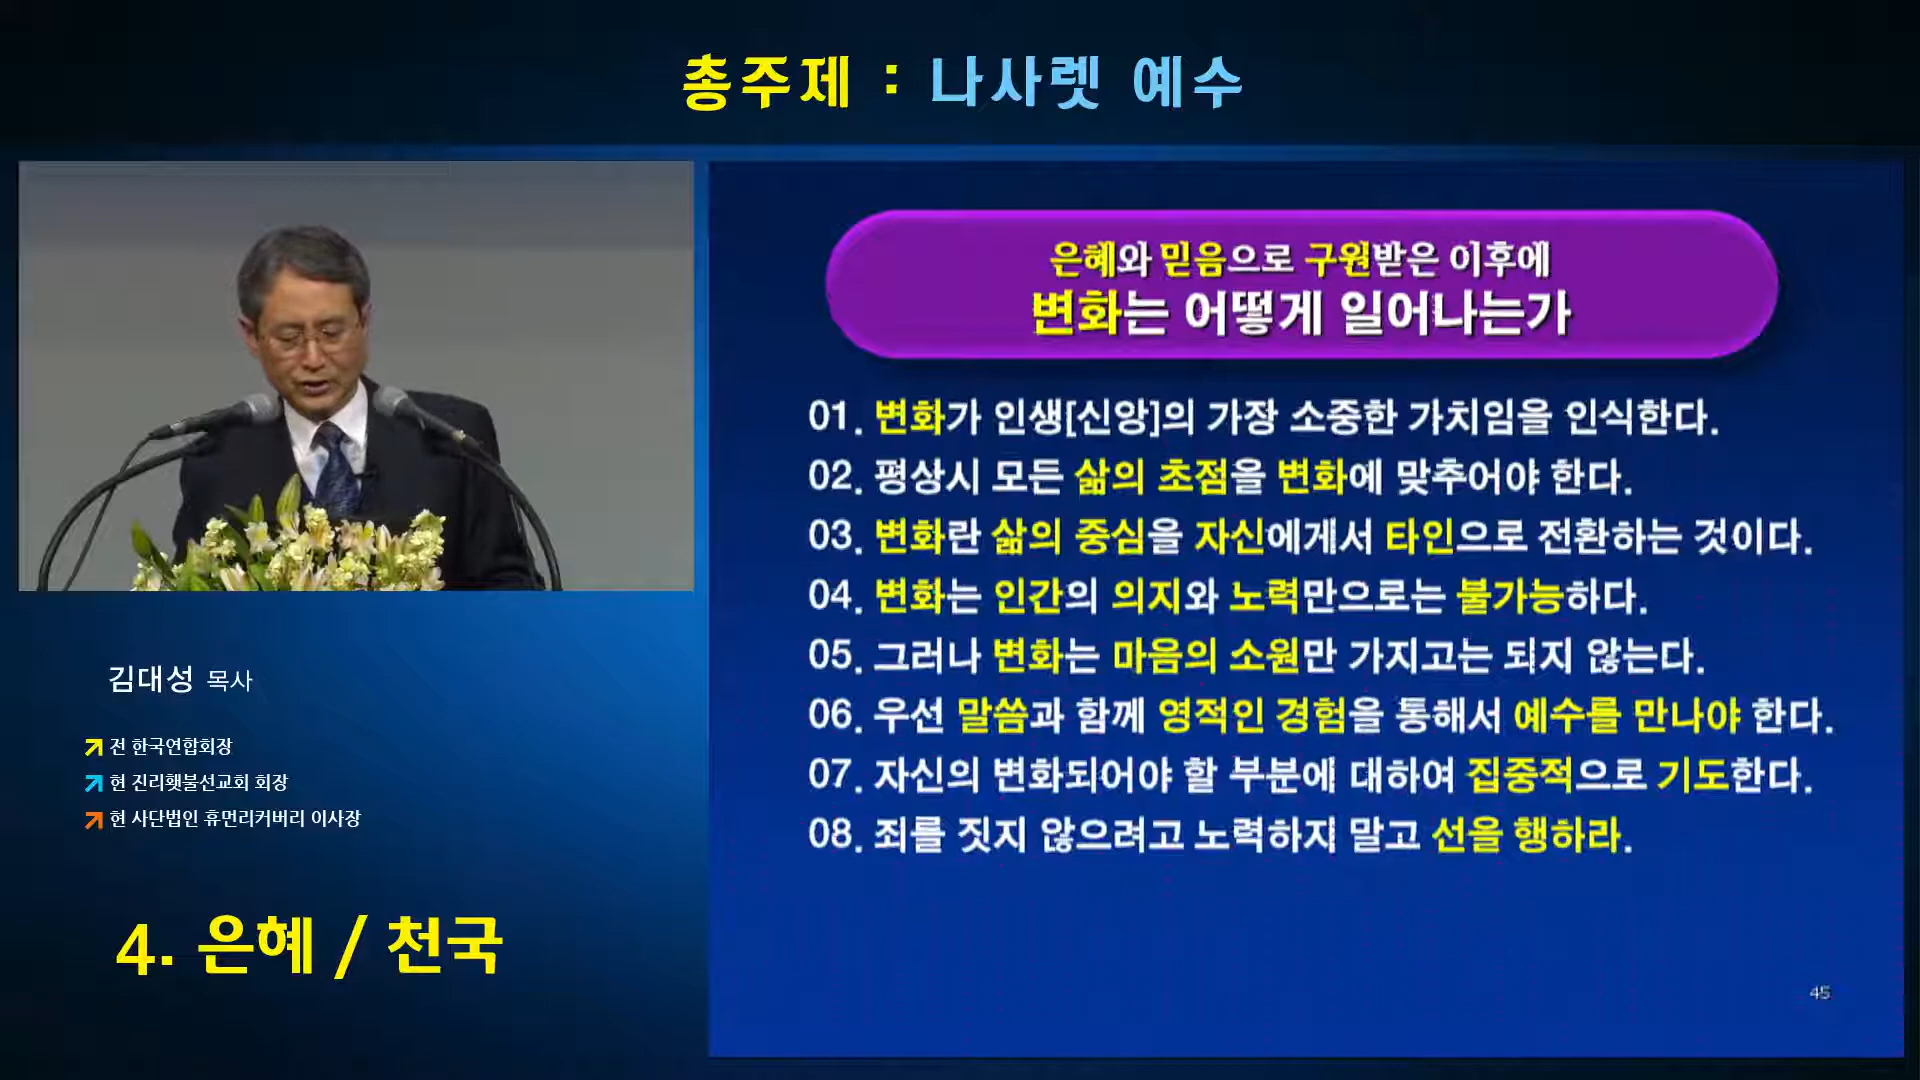 총주제 : 나사렛 예수
김대성 목사
전 한국연합회장
현 진리횃불선교회 회장
현 사단법인 휴먼리커버리 이사장
4. 은혜 / 천국
은혜와 믿음으로 구원받은 이후에
변화는 어떻게 일어나는가
01. 변화가 인생[신앙]의 가장 소중한 가치임을 인식한다.
02. 평상시 모든 삶의 초점을 변화에 맞추어야 한다.
03. 변화란 삶의 중심을 자신에게서 타인으로 전환하는 것이다.
04. 변화는 인간의 의지와 노력만으로는 불가능하다.
05. 그러나 변화는 마음의 소원만 가지고는 되지 않는다.
06. 우선 말씀과 함께 영적인 경험을 통해서 예수를 만나야 한다.
07. 자신의 변화되어야 할 부분에 대하여 집중적으로 기도한다.
08. 죄를 짓지 않으려고 노력하지 말고 선을 행하라.
45